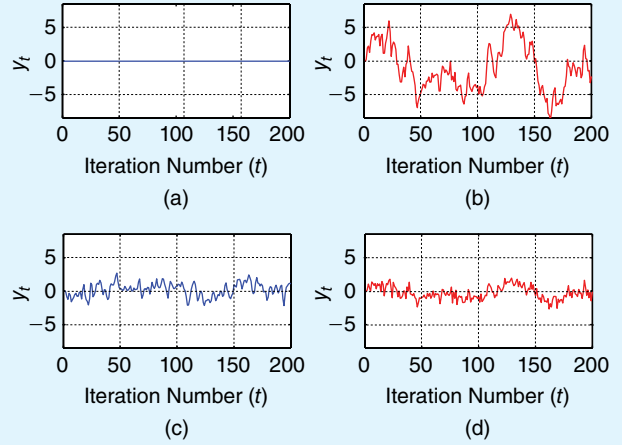 5
0
−5
y_t
0 50 100 150 200
Iteration Number (t)
(a)
5
0
−5
y_t
0 50 100 150 200
Iteration Number (t)
(b)
5
0
−5
y_t
0 50 100 150 200
Iteration Number (t)
(c)
5
0
−5
y_t
0 50 100 150 200
Iteration Number (t)
(d)